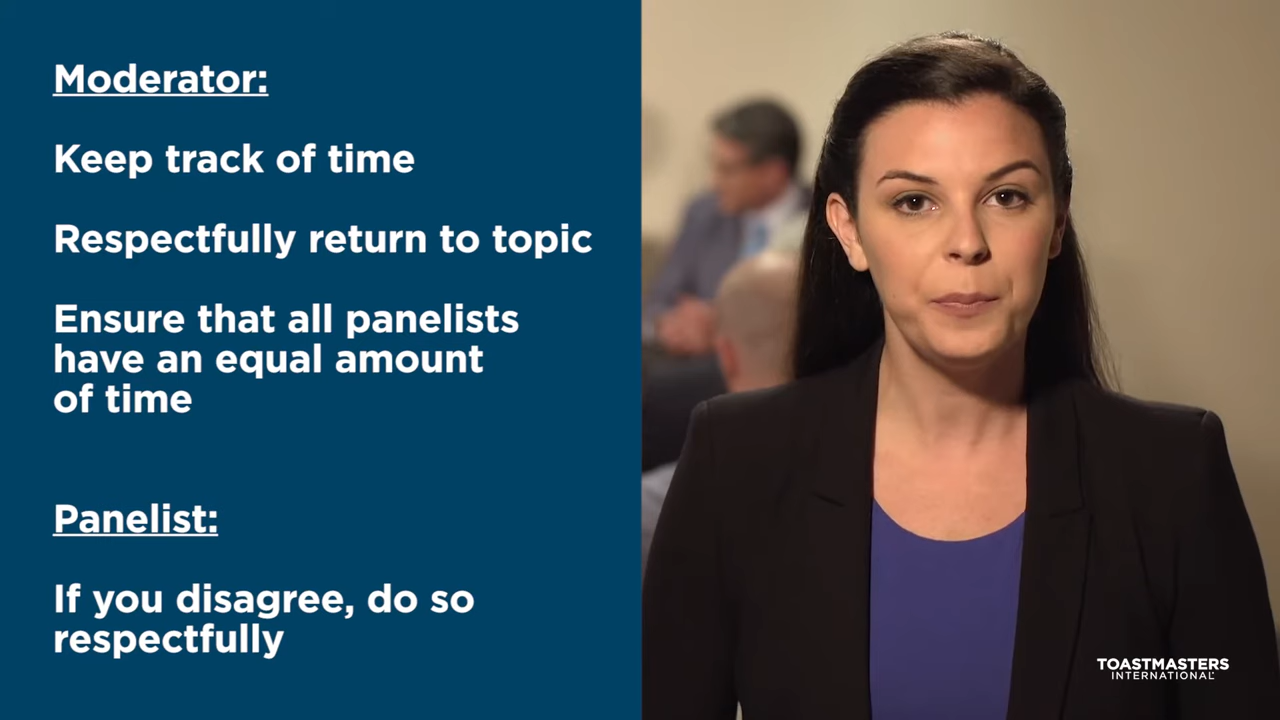 Moderator:
Keep track of time
Respectfully return to topic
Ensure that all panelists
have an equal amount
of time
Panelist:
If you disagree, do so
respectfully
TOASTMASTERS
INTERNATIONAL